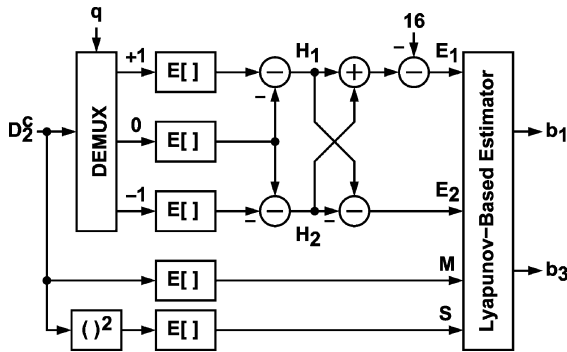 q
16
+1
E[ ]
−
H₁
+
−
−
E₁
−
D₂ᶜ
DEMUX
0
E[ ]
Lyapunov−Based Estimator
b₁
−1
E[ ]
−
−
H₂
−
−
E₂
E[ ]
M
b₃
( )²
E[ ]
S